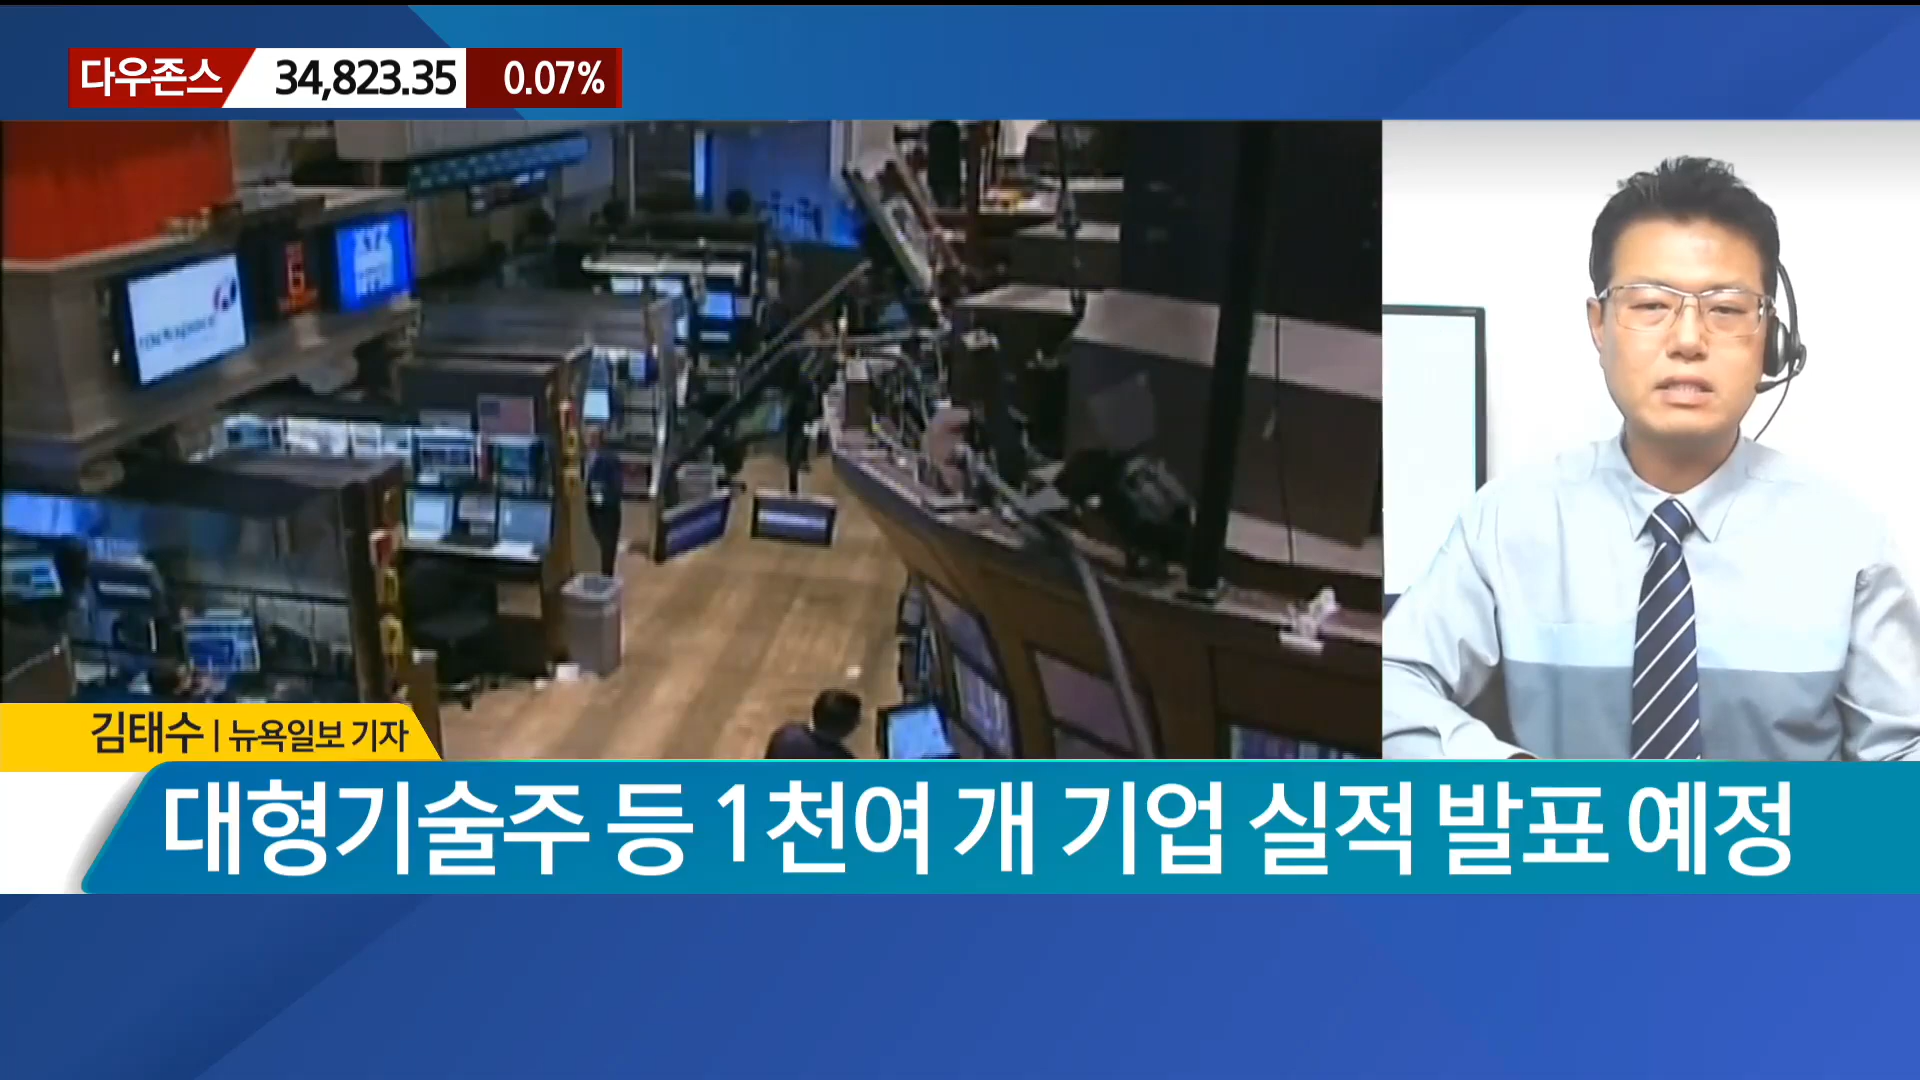 다우존스 34,823.35 0.07%
김태수 | 뉴욕일보 기자
대형기술주 등 1천여 개 기업 실적 발표 예정